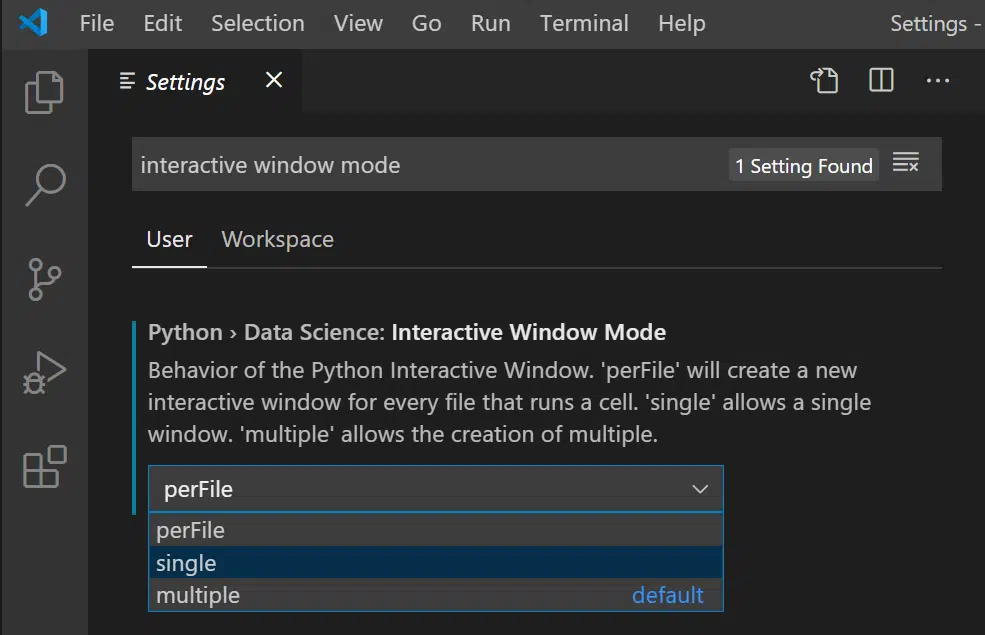 File Edit Selection View Go Run Terminal Help Settings -
Settings
interactive window mode 1 Setting Found
User Workspace
Python › Data Science: Interactive Window Mode
Behavior of the Python Interactive Window. 'perFile' will create a new
interactive window for every file that runs a cell. 'single' allows a single
window. 'multiple' allows the creation of multiple.
perFile
perFile
single
multiple default